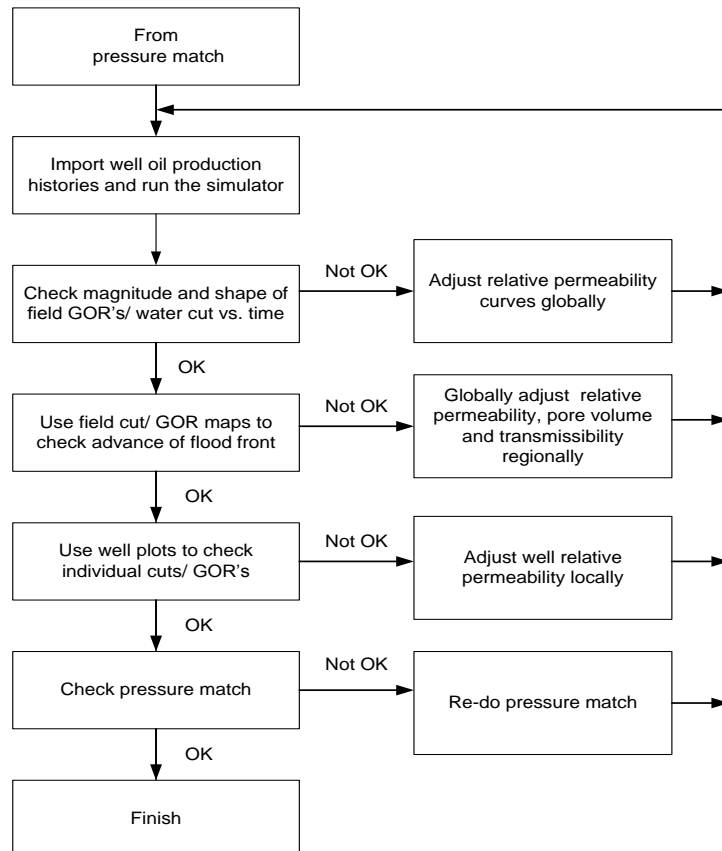 From
pressure match
Import well oil production
histories and run the simulator
Not OK
Check magnitude and shape of
field GOR's/ water cut vs. time
Adjust relative permeability
curves globally
OK
Not OK
Use field cut/ GOR maps to
check advance of flood front
Globally adjust relative
permeability, pore volume
and transmissibility
regionally
OK
Not OK
Use well plots to check
individual cuts/ GOR's
Adjust well relative
permeability locally
OK
Not OK
Check pressure match
Re-do pressure match
OK
Finish